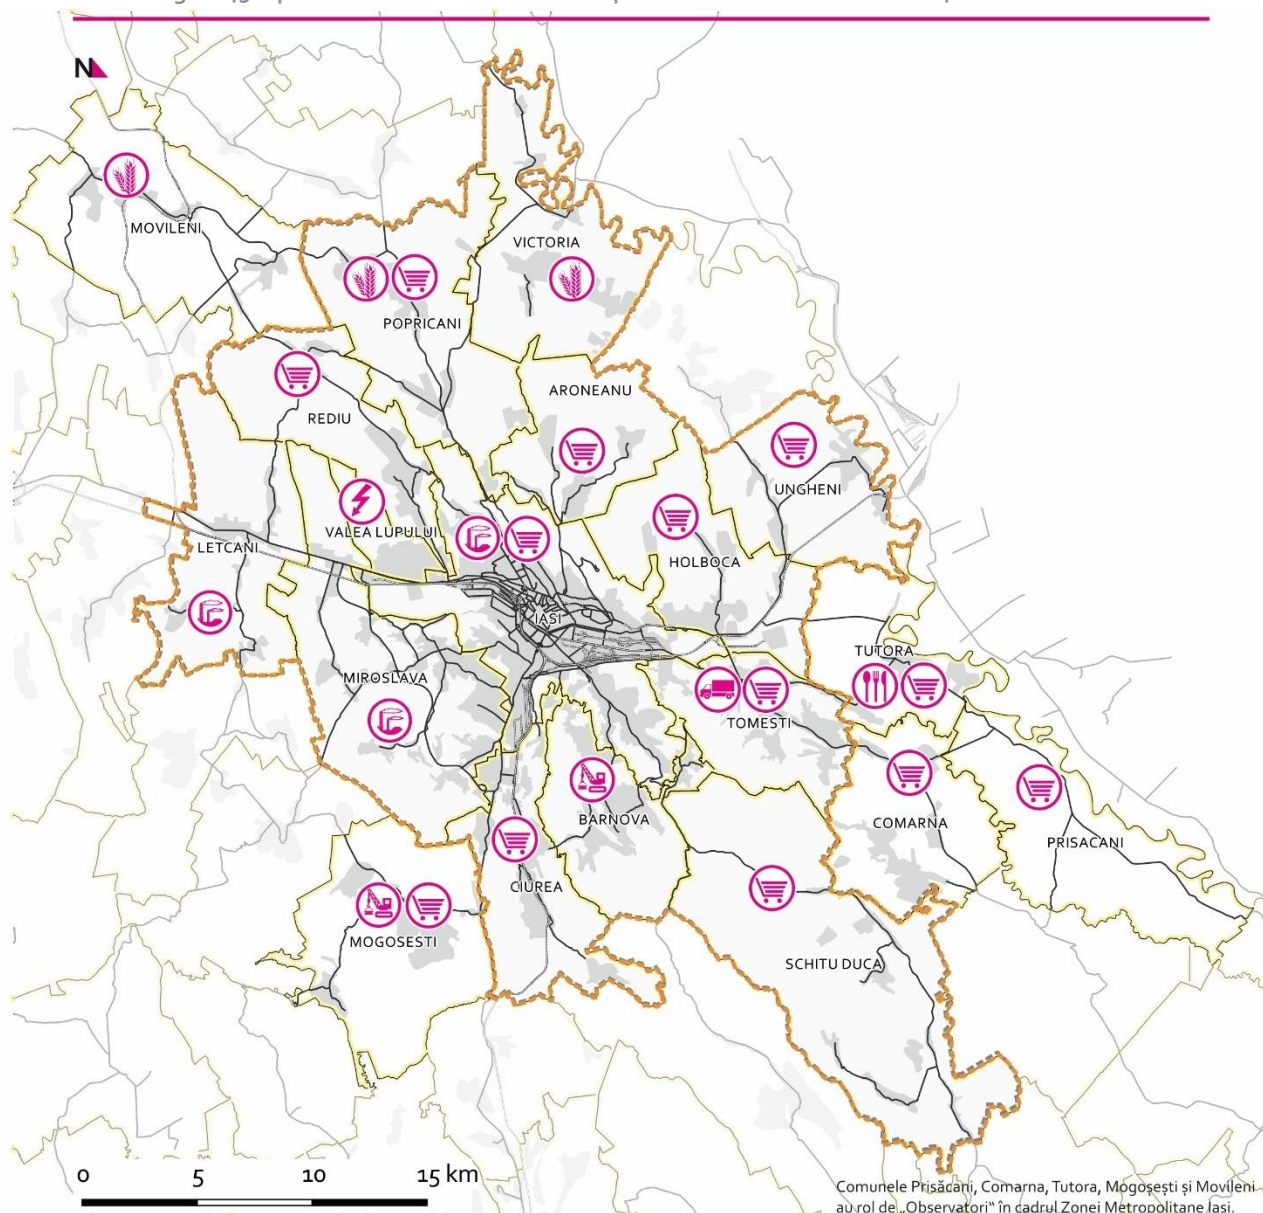 N
MOVILENI
VICTORIA
POPRICANI
ARONEANU
REDIU
UNGHENI
VALEA LUPULUI
LETCANI
HOLBOCA
IASI
TUTORA
MIROSLAVA
TOMESTI
BARNOVA
COMARNA
PRISACANI
CIUREA
MOGOSESTI
SCHITU DUCA
0 5 10 15 km
Comunele Prisăcani, Comarna, Tutora, Mogoșești și Movileni
au rol de „Observatori“ în cadrul Zonei Metropolitane Iași.